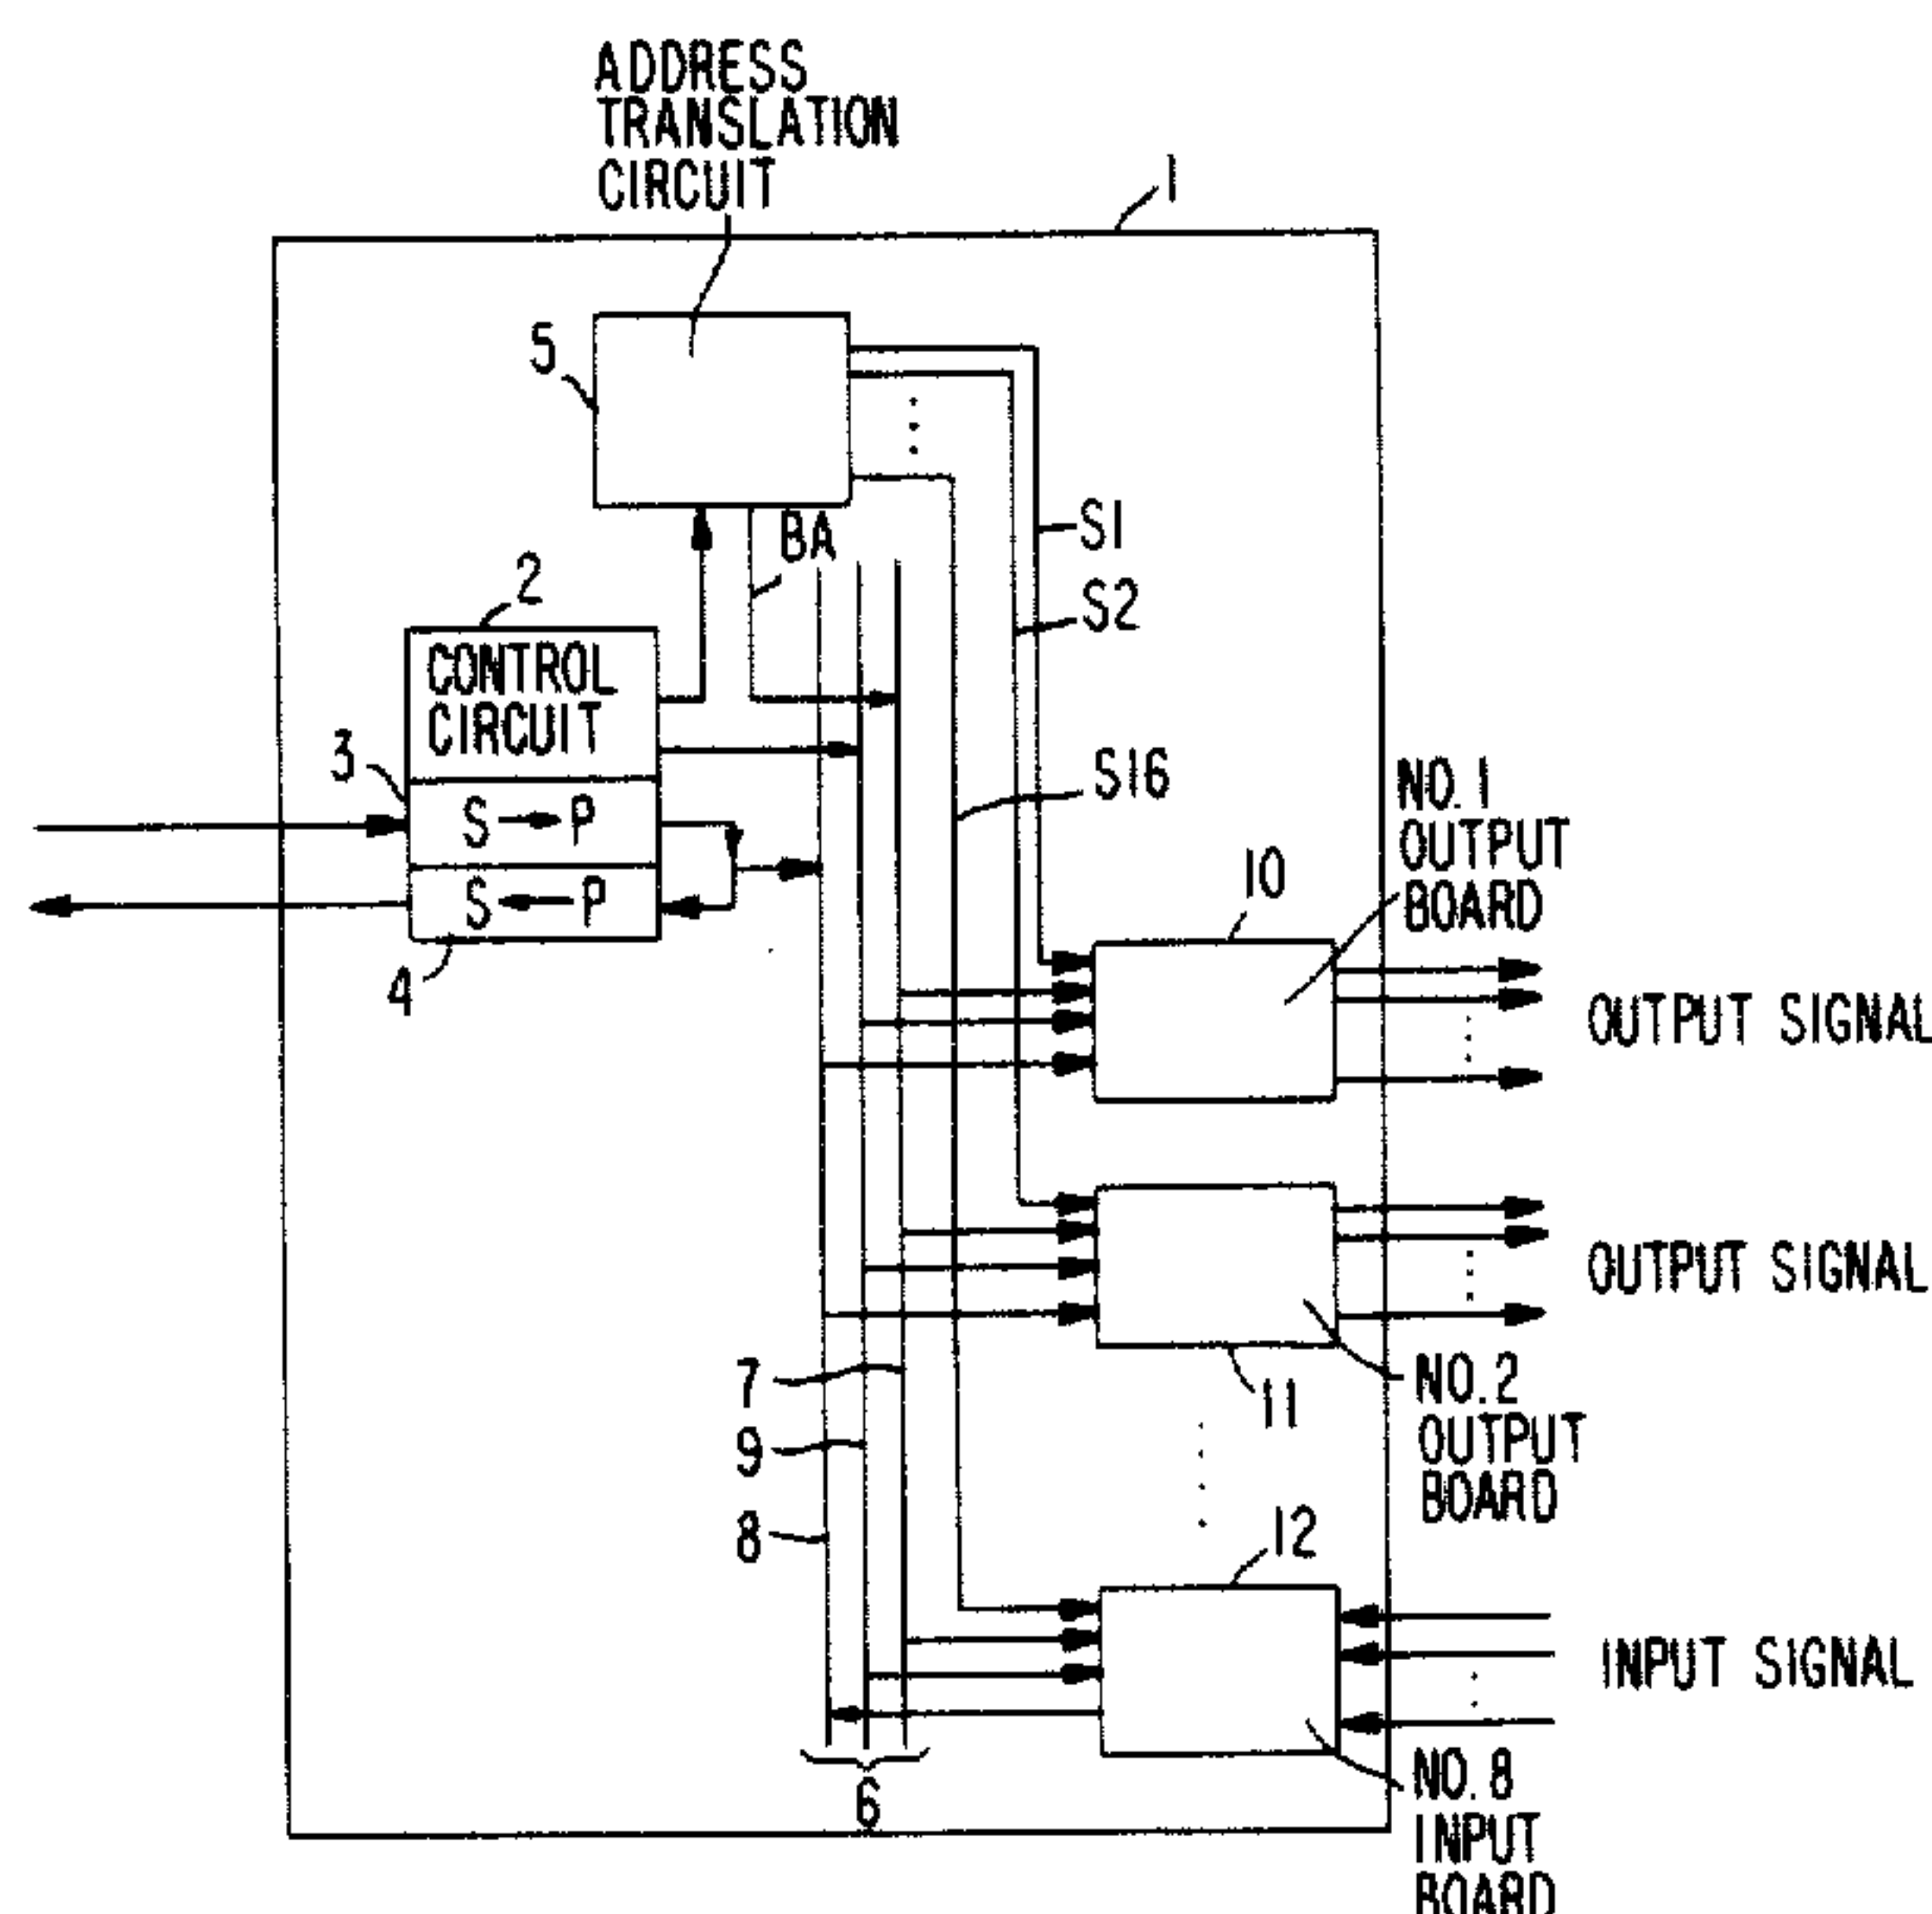 ADDRESS
TRANSLATION
CIRCUIT
1
5
BA
S1
2
S2
CONTROL
CIRCUIT
3
S16
NO. 1
OUTPUT
BOARD
S → P
10
S ← P
4
OUTPUT SIGNAL
OUTPUT SIGNAL
7
11
NO. 2
OUTPUT
BOARD
9
8
12
INPUT SIGNAL
6
NO. 8
INPUT
BOARD